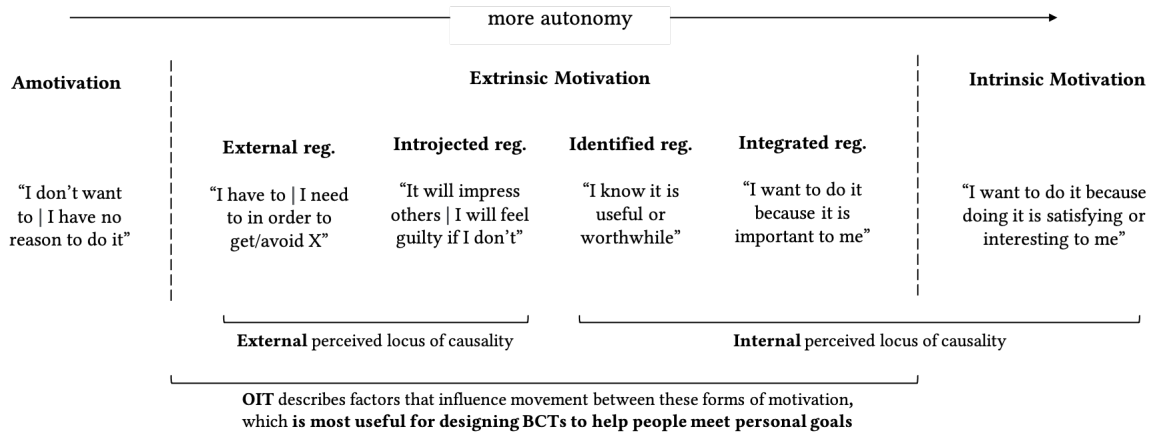 more autonomy
Amotivation
Extrinsic Motivation
Intrinsic Motivation
External reg.
Introjected reg.
Identified reg.
Integrated reg.
“I don’t want
to | I have no
reason to do it”
“I have to | I need
to in order to
get/avoid X”
“It will impress
others | I will feel
guilty if I don’t”
“I know it is
useful or
worthwhile”
“I want to do it
because it is
important to me”
“I want to do it because
doing it is satisfying or
interesting to me”
External perceived locus of causality
Internal perceived locus of causality
OIT describes factors that influence movement between these forms of motivation,
which is most useful for designing BCTs to help people meet personal goals